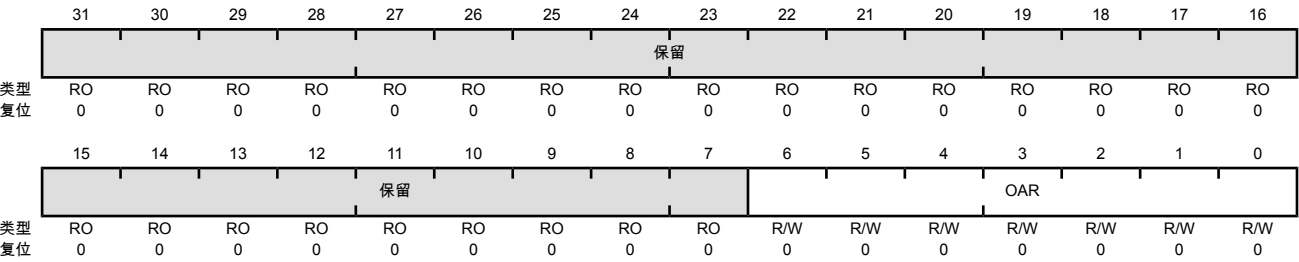 31 30 29 28 27 26 25 24 23 22 21 20 19 18 17 16
保留
类型 RO RO RO RO RO RO RO RO RO RO RO RO RO RO RO RO
复位 0 0 0 0 0 0 0 0 0 0 0 0 0 0 0 0
15 14 13 12 11 10 9 8 7 6 5 4 3 2 1 0
保留 OAR
类型 RO RO RO RO RO RO RO RO RO R/W R/W R/W R/W R/W R/W R/W
复位 0 0 0 0 0 0 0 0 0 0 0 0 0 0 0 0